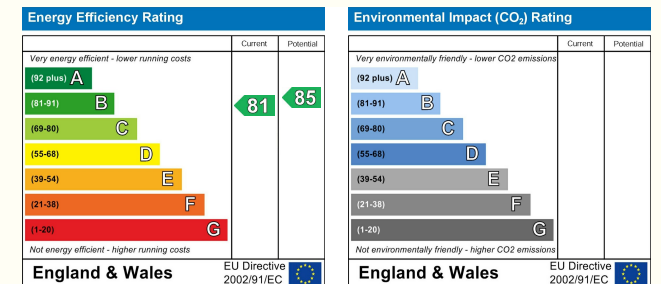 Energy Efficiency Rating
Current Potential
Very energy efficient - lower running costs
(92 plus) A
(81-91) B
81
85
(69-80) C
(55-68) D
(39-54) E
(21-38) F
(1-20) G
Not energy efficient - higher running costs
England & Wales
EU Directive
2002/91/EC
Environmental Impact (CO₂) Rating
Current Potential
Very environmentally friendly - lower CO2 emissions
(92 plus) A
(81-91) B
(69-80) C
(55-68) D
(39-54) E
(21-38) F
(1-20) G
Not environmentally friendly - higher CO2 emissions
England & Wales
EU Directive
2002/91/EC